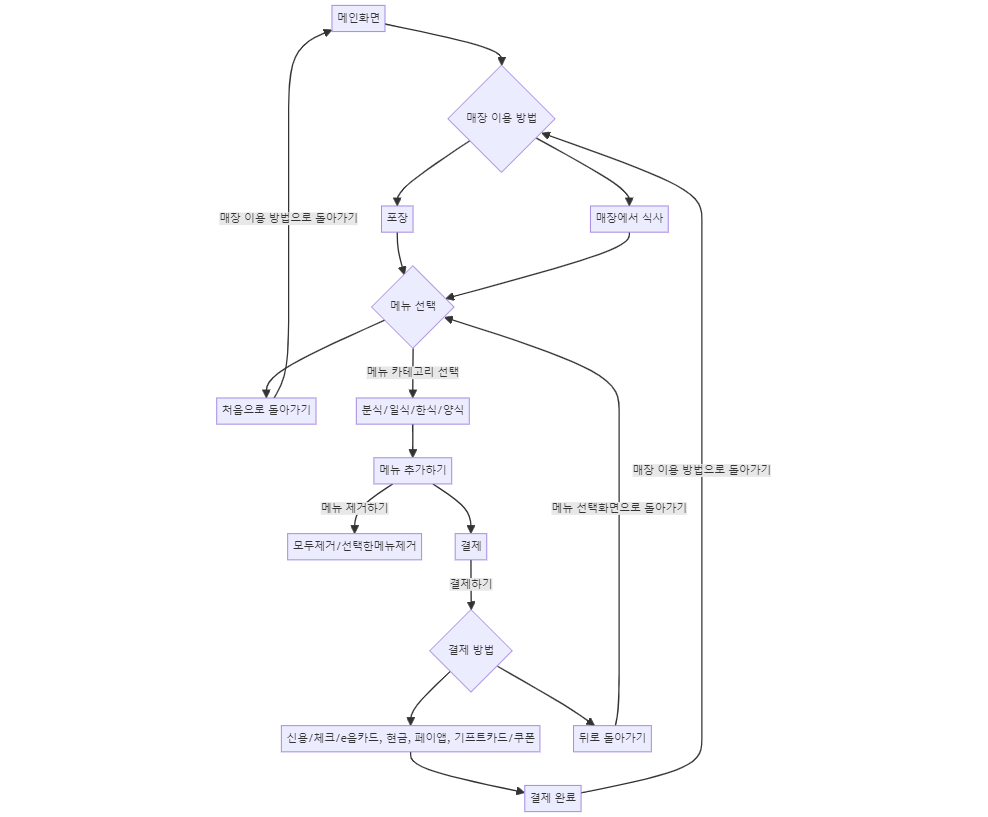 메인화면
매장 이용 방법
매장 이용 방법으로 돌아가기
포장
매장에서 식사
메뉴 선택
메뉴 카테고리 선택
처음으로 돌아가기
분식/일식/한식/양식
메뉴 추가하기
매장 이용 방법으로 돌아가기
메뉴 제거하기
메뉴 선택화면으로 돌아가기
모두제거/선택한메뉴제거
결제
결제하기
결제 방법
신용/체크/e음카드, 현금, 페이앱, 기프트카드/쿠폰
뒤로 돌아가기
결제 완료